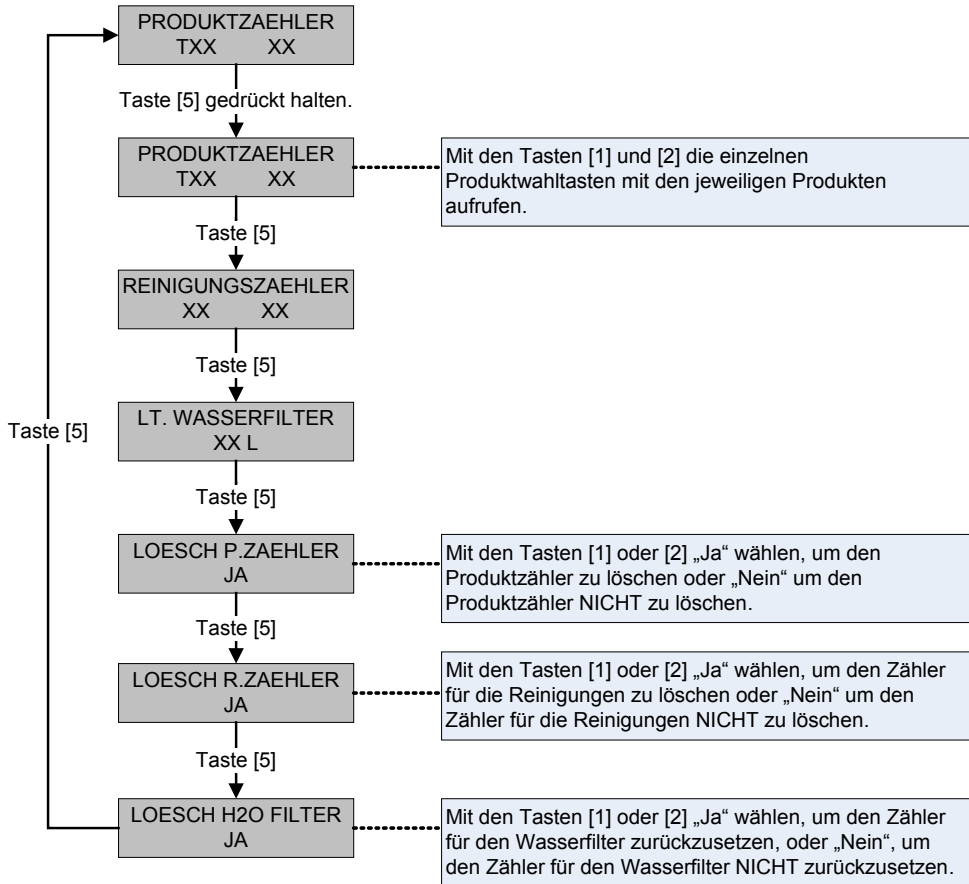 PRODUKTZAEHLER
TXX XX
Taste [5] gedrückt halten.
PRODUKTZAEHLER
TXX XX
Mit den Tasten [1] und [2] die einzelnen
Produktwahltasten mit den jeweiligen Produkten
aufrufen.
Taste [5]
REINIGUNGSZAEHLER
XX XX
Taste [5]
LT. WASSERFILTER
XX L
Taste [5]
Taste [5]
LOESCH P.ZAEHLER
JA
Mit den Tasten [1] oder [2] „Ja“ wählen, um den
Produktzähler zu löschen oder „Nein“ um den
Produktzähler NICHT zu löschen.
Taste [5]
LOESCH R.ZAEHLER
JA
Mit den Tasten [1] oder [2] „Ja“ wählen, um den Zähler
für die Reinigungen zu löschen oder „Nein“ um den
Zähler für die Reinigungen NICHT zu löschen.
Taste [5]
LOESCH H2O FILTER
JA
Mit den Tasten [1] oder [2] „Ja“ wählen, um den Zähler
für den Wasserfilter zurückzusetzen, oder „Nein“, um
den Zähler für den Wasserfilter NICHT zurückzusetzen.